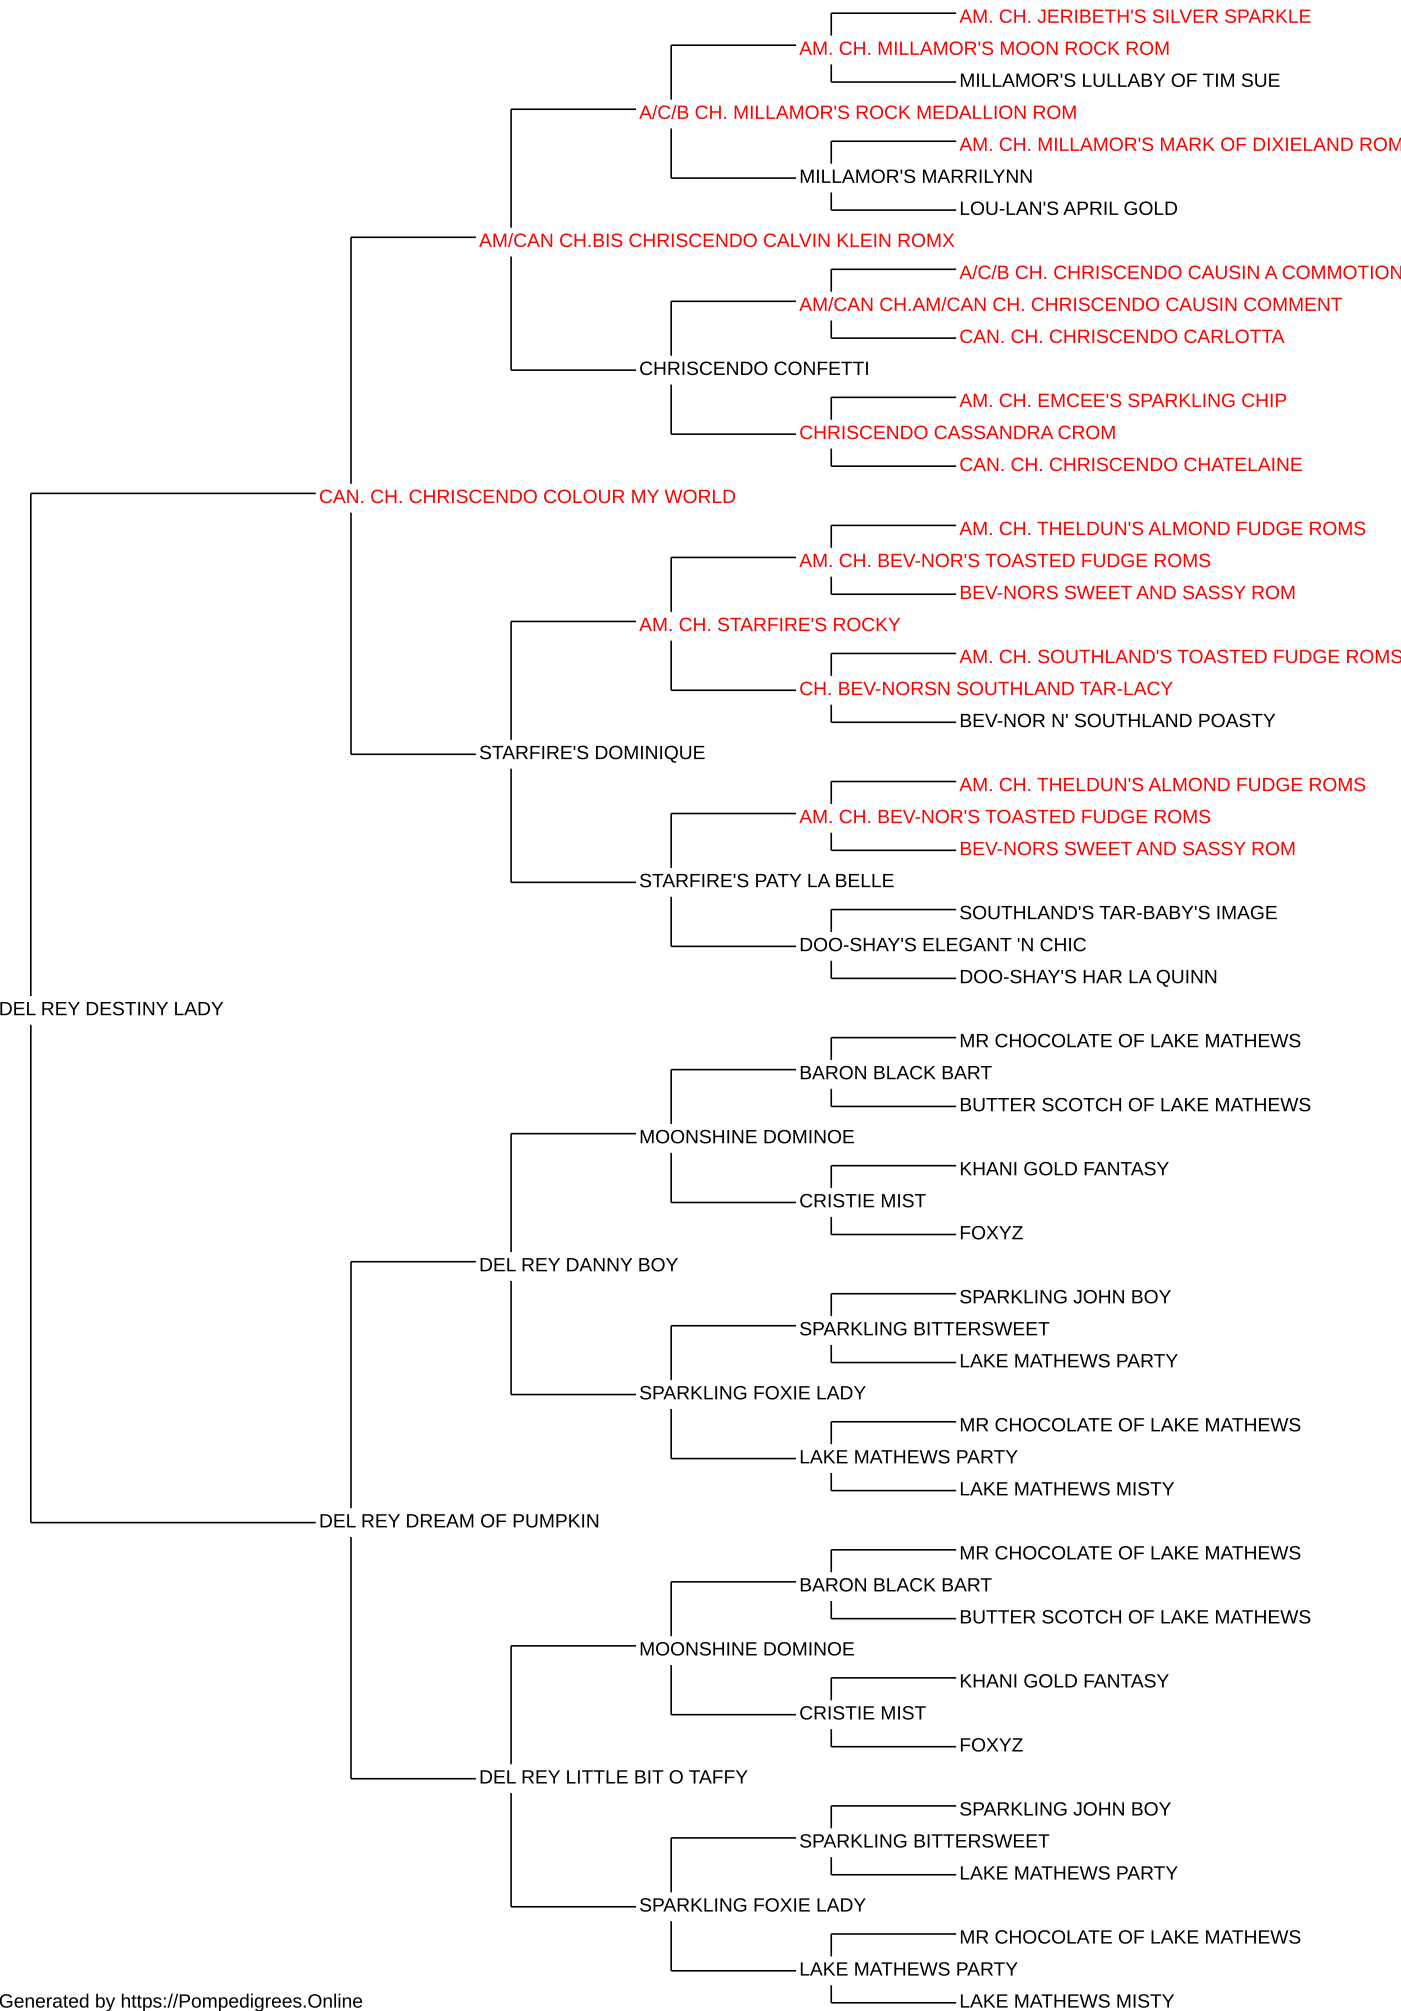 AM. CH. JERIBETH'S SILVER SPARKLE
AM. CH. MILLAMOR'S MOON ROCK ROM
MILLAMOR'S LULLABY OF TIM SUE
A/C/B CH. MILLAMOR'S ROCK MEDALLION ROM
AM. CH. MILLAMOR'S MARK OF DIXIELAND ROM
MILLAMOR'S MARRILYNN
LOU-LAN'S APRIL GOLD
AM/CAN CH.BIS CHRISCENDO CALVIN KLEIN ROMX
A/C/B CH. CHRISCENDO CAUSIN A COMMOTION
AM/CAN CH.AM/CAN CH. CHRISCENDO CAUSIN COMMENT
CAN. CH. CHRISCENDO CARLOTTA
CHRISCENDO CONFETTI
AM. CH. EMCEE'S SPARKLING CHIP
CHRISCENDO CASSANDRA CROM
CAN. CH. CHRISCENDO CHATELAINE
CAN. CH. CHRISCENDO COLOUR MY WORLD
AM. CH. THELDUN'S ALMOND FUDGE ROMS
AM. CH. BEV-NOR'S TOASTED FUDGE ROMS
BEV-NORS SWEET AND SASSY ROM
AM. CH. STARFIRE'S ROCKY
AM. CH. SOUTHLAND'S TOASTED FUDGE ROMS
CH. BEV-NORSN SOUTHLAND TAR-LACY
BEV-NOR N' SOUTHLAND POASTY
STARFIRE'S DOMINIQUE
AM. CH. THELDUN'S ALMOND FUDGE ROMS
AM. CH. BEV-NOR'S TOASTED FUDGE ROMS
BEV-NORS SWEET AND SASSY ROM
STARFIRE'S PATY LA BELLE
SOUTHLAND'S TAR-BABY'S IMAGE
DOO-SHAY'S ELEGANT 'N CHIC
DOO-SHAY'S HAR LA QUINN
DEL REY DESTINY LADY
MR CHOCOLATE OF LAKE MATHEWS
BARON BLACK BART
BUTTER SCOTCH OF LAKE MATHEWS
MOONSHINE DOMINOE
KHANI GOLD FANTASY
CRISTIE MIST
FOXYZ
DEL REY DANNY BOY
SPARKLING JOHN BOY
SPARKLING BITTERSWEET
LAKE MATHEWS PARTY
SPARKLING FOXIE LADY
MR CHOCOLATE OF LAKE MATHEWS
LAKE MATHEWS PARTY
LAKE MATHEWS MISTY
DEL REY DREAM OF PUMPKIN
MR CHOCOLATE OF LAKE MATHEWS
BARON BLACK BART
BUTTER SCOTCH OF LAKE MATHEWS
MOONSHINE DOMINOE
KHANI GOLD FANTASY
CRISTIE MIST
FOXYZ
DEL REY LITTLE BIT O TAFFY
SPARKLING JOHN BOY
SPARKLING BITTERSWEET
LAKE MATHEWS PARTY
SPARKLING FOXIE LADY
MR CHOCOLATE OF LAKE MATHEWS
LAKE MATHEWS PARTY
LAKE MATHEWS MISTY
Generated by https://Pompedigrees.Online